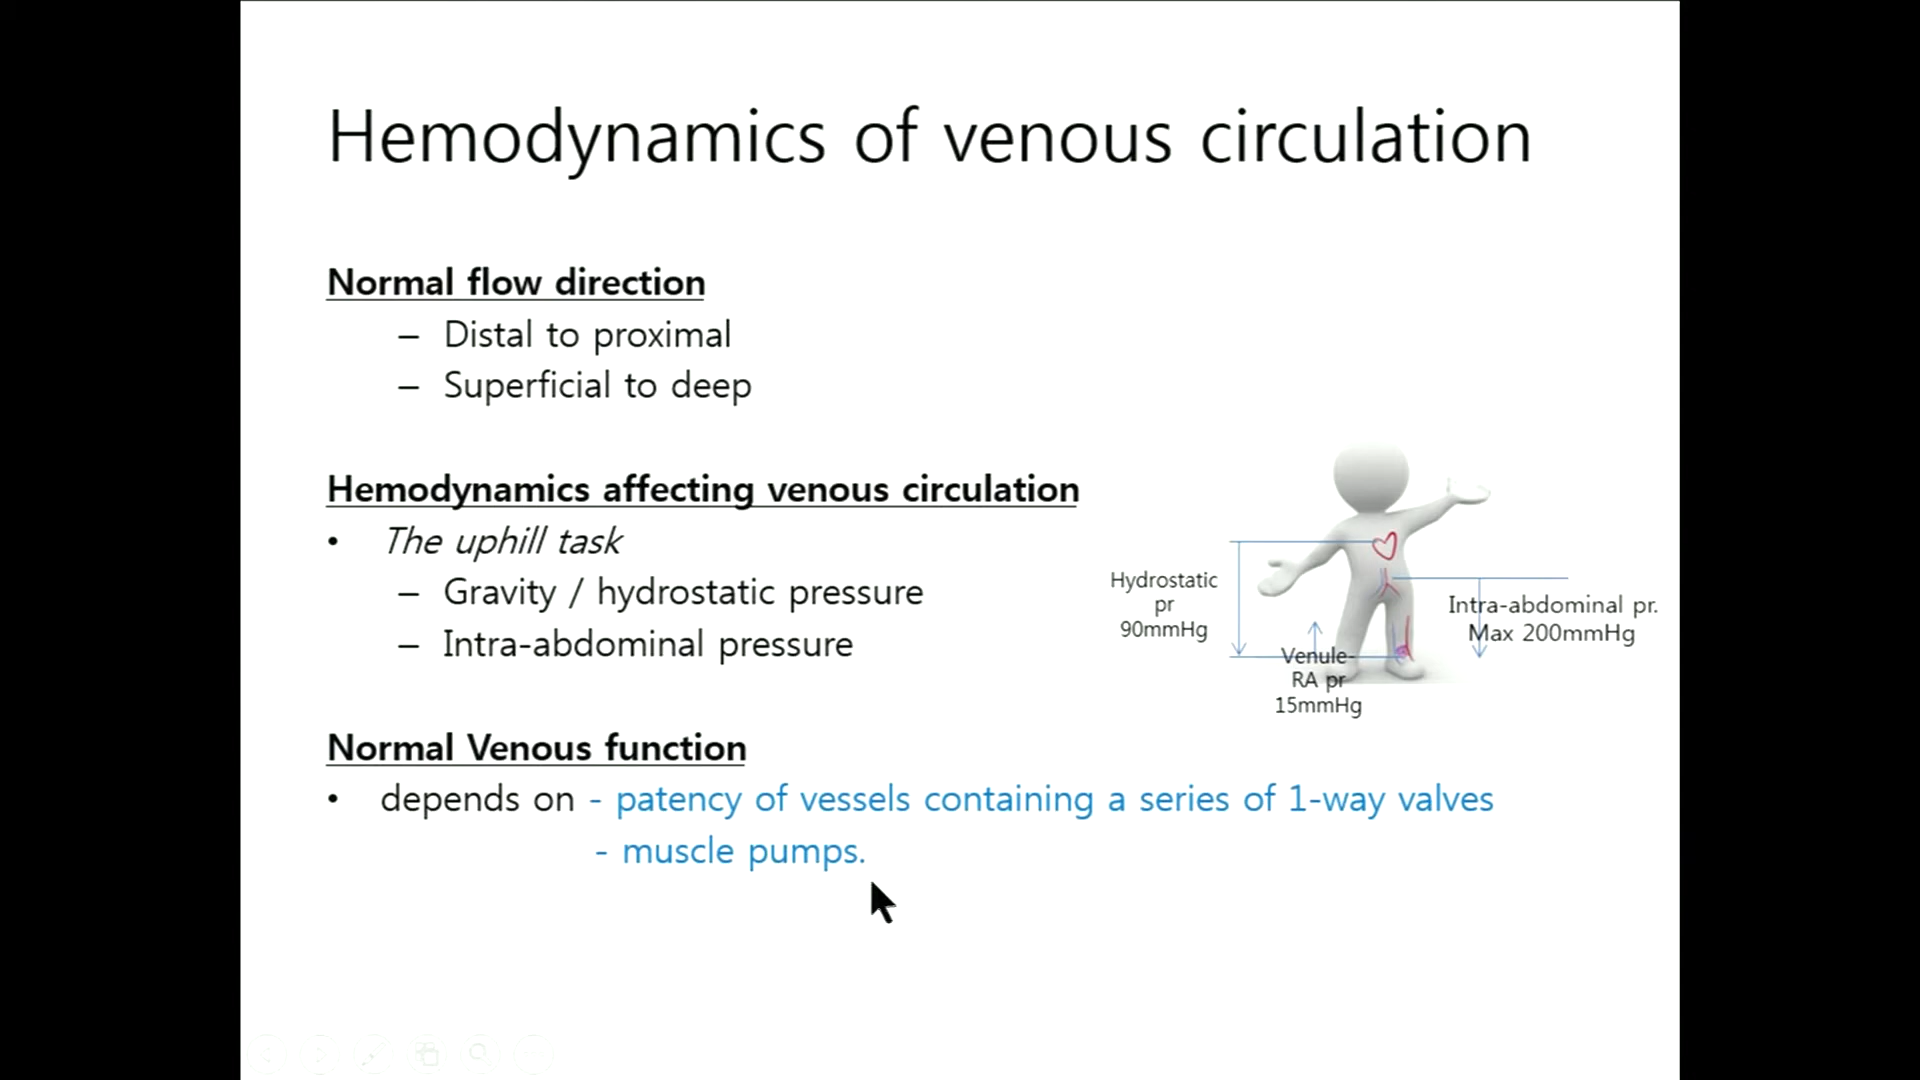 Hemodynamics of venous circulation
Normal flow direction
– Distal to proximal
– Superficial to deep
Hemodynamics affecting venous circulation
• The uphill task
– Gravity / hydrostatic pressure
– Intra-abdominal pressure
Hydrostatic
pr
90mmHg
Venule-
RA pr
15mmHg
Intra-abdominal pr.
Max 200mmHg
Normal Venous function
• depends on - patency of vessels containing a series of 1-way valves
- muscle pumps.